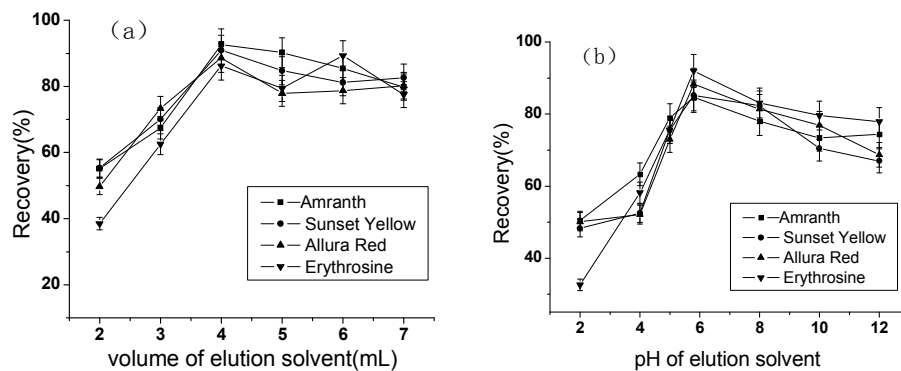 (a)
100
80
60
40
20
Recovery(%)
Amranth
Sunset Yellow
Allura Red
Erythrosine
2 3 4 5 6 7
volume of elution solvent(mL)
(b)
100
80
60
40
Recovery(%)
Amranth
Sunset Yellow
Allura Red
Erythrosine
2 4 6 8 10 12
pH of elution solvent